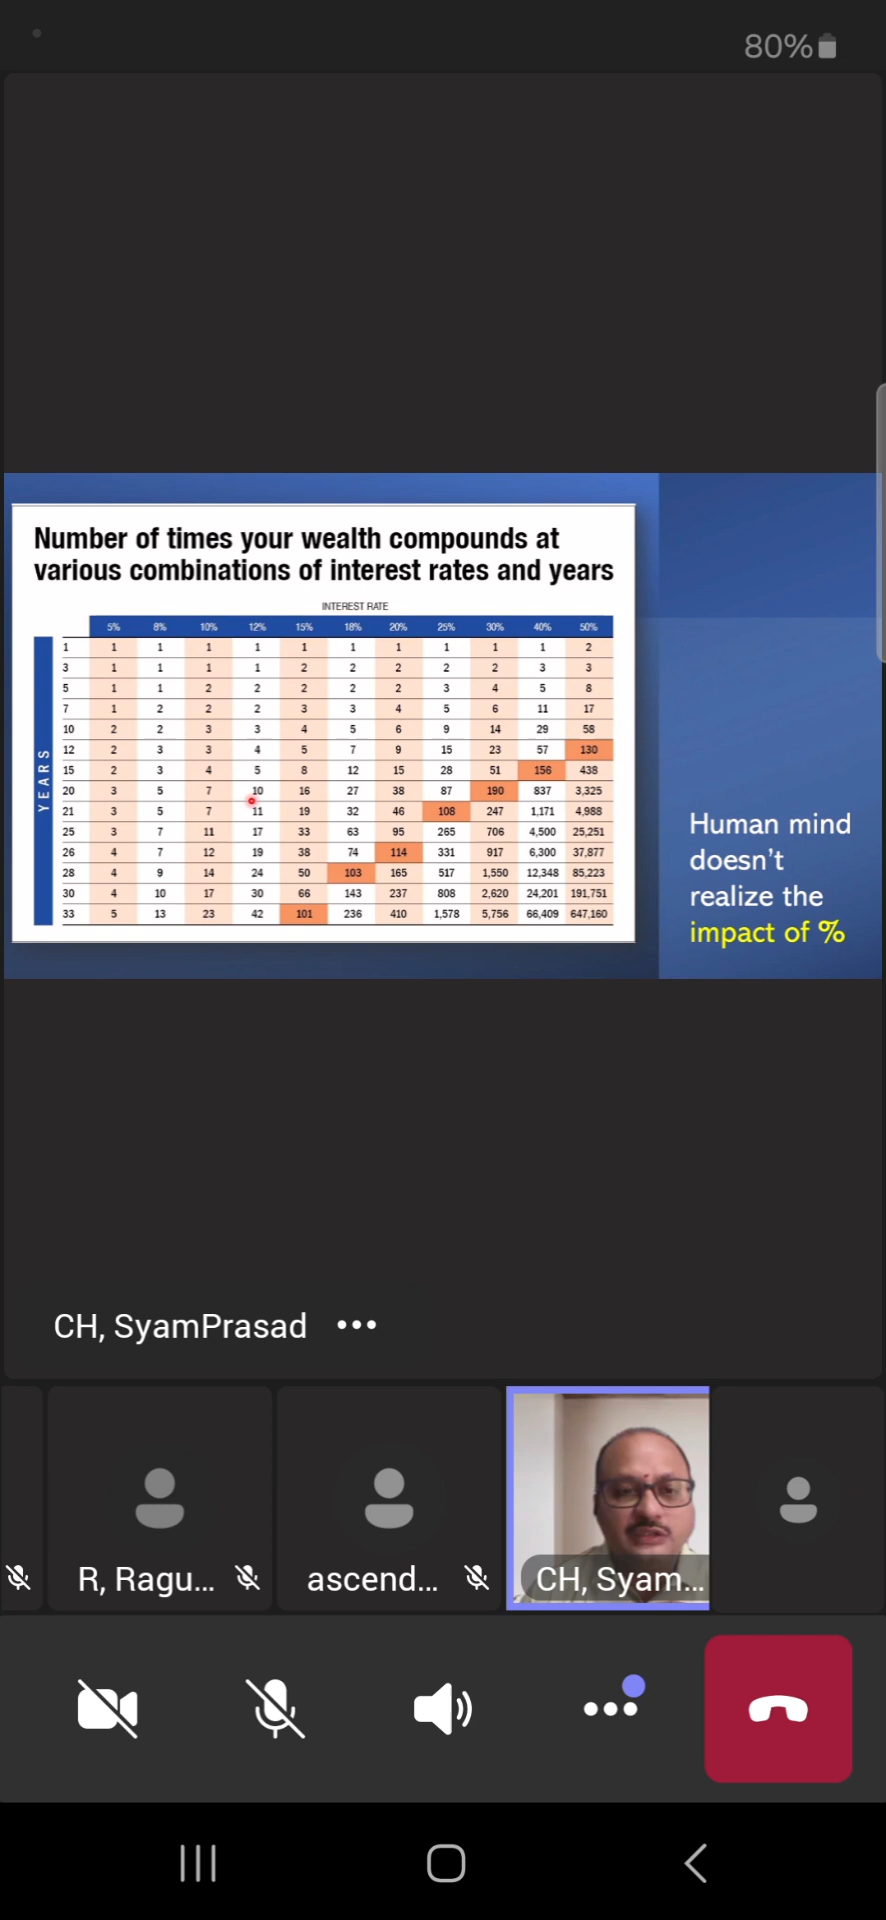 80%
Number of times your wealth compounds at
various combinations of interest rates and years
INTEREST RATE
5% 8% 10% 12% 15% 18% 20% 25% 30% 40% 50%
YEARS
1 1 1 1 1 1 1 1 1 1 1 2
3 1 1 1 1 2 2 2 2 2 3 3
5 1 1 2 2 2 2 2 3 4 5 8
7 1 2 2 2 3 3 4 5 6 11 17
10 2 2 3 3 4 5 6 9 14 29 58
12 2 3 3 4 5 7 9 15 23 57 130
15 2 3 4 5 8 12 15 28 51 156 438
20 3 5 7 10 16 27 38 87 190 837 3,325
21 3 5 7 11 19 32 46 108 247 1,171 4,988
25 3 7 11 17 33 63 95 265 706 4,500 25,251
26 4 7 12 19 38 74 114 331 917 6,300 37,877
28 4 9 14 24 50 103 165 517 1,550 12,348 85,223
30 4 10 17 30 66 143 237 808 2,620 24,201 191,751
33 5 13 23 42 101 236 410 1,578 5,756 66,409 647,160
Human mind
doesn't
realize the
impact of %
CH, SyamPrasad
R, Ragu...
ascend...
CH, Syam...